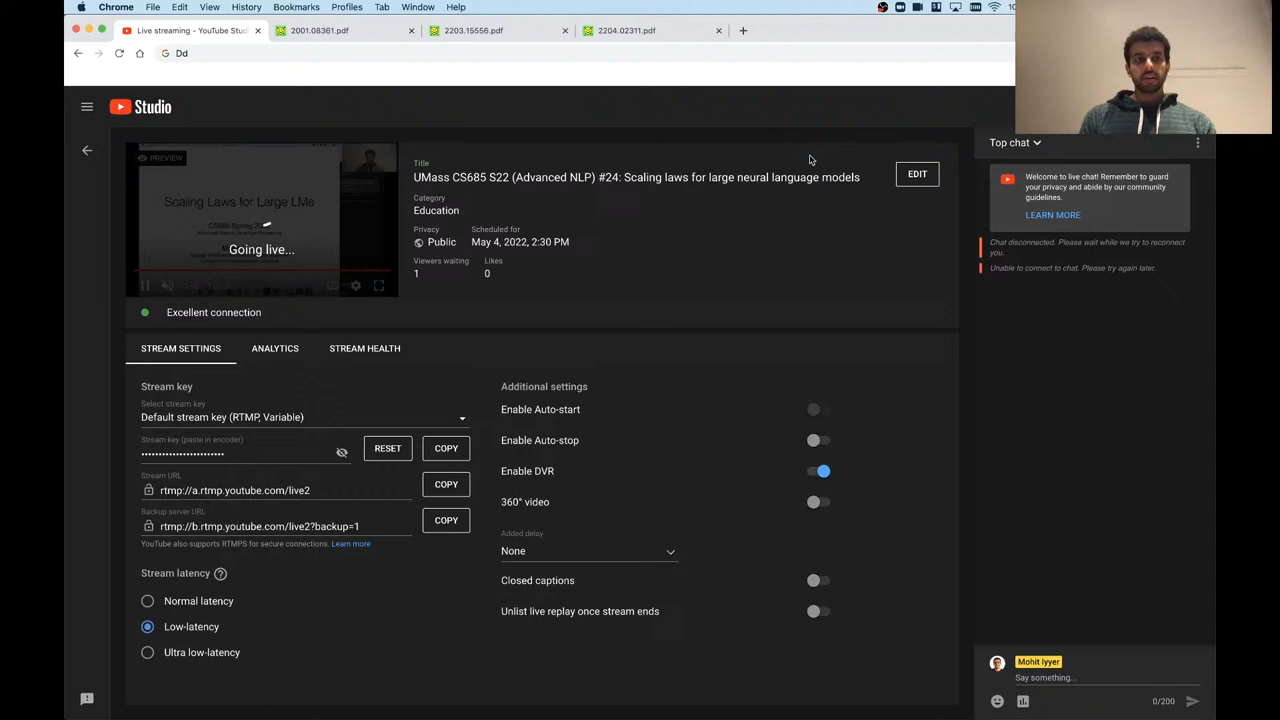 Chrome File Edit View History Bookmarks Profiles Tab Window Help
Live streaming - YouTube Stud
2001.08361.pdf
2203.15556.pdf
2204.02311.pdf
Dd
Studio
PREVIEW
Scaling Laws for Large LMs
Going live...
Title
UMass CS685 S22 (Advanced NLP) #24: Scaling laws for large neural language models
EDIT
Category
Education
Privacy
Public
Scheduled for
May 4, 2022, 2:30 PM
Viewers waiting
1
Likes
0
Excellent connection
STREAM SETTINGS
ANALYTICS
STREAM HEALTH
Stream key
Select stream key
Default stream key (RTMP, Variable)
Stream key (paste in encoder)
RESET
COPY
Stream URL
rtmp://a.rtmp.youtube.com/live2
COPY
Backup server URL
rtmp://b.rtmp.youtube.com/live2?backup=1
COPY
YouTube also supports RTMPS for secure connections. Learn more
Stream latency
Normal latency
Low-latency
Ultra low-latency
Additional settings
Enable Auto-start
Enable Auto-stop
Enable DVR
360° video
Added delay
None
Closed captions
Unlist live replay once stream ends
Top chat
Welcome to live chat! Remember to guard
your privacy and abide by our community
guidelines.
LEARN MORE
Chat disconnected. Please wait while we try to reconnect
you.
Unable to connect to chat. Please try again later.
Mohit Iyyer
Say something...
0/200